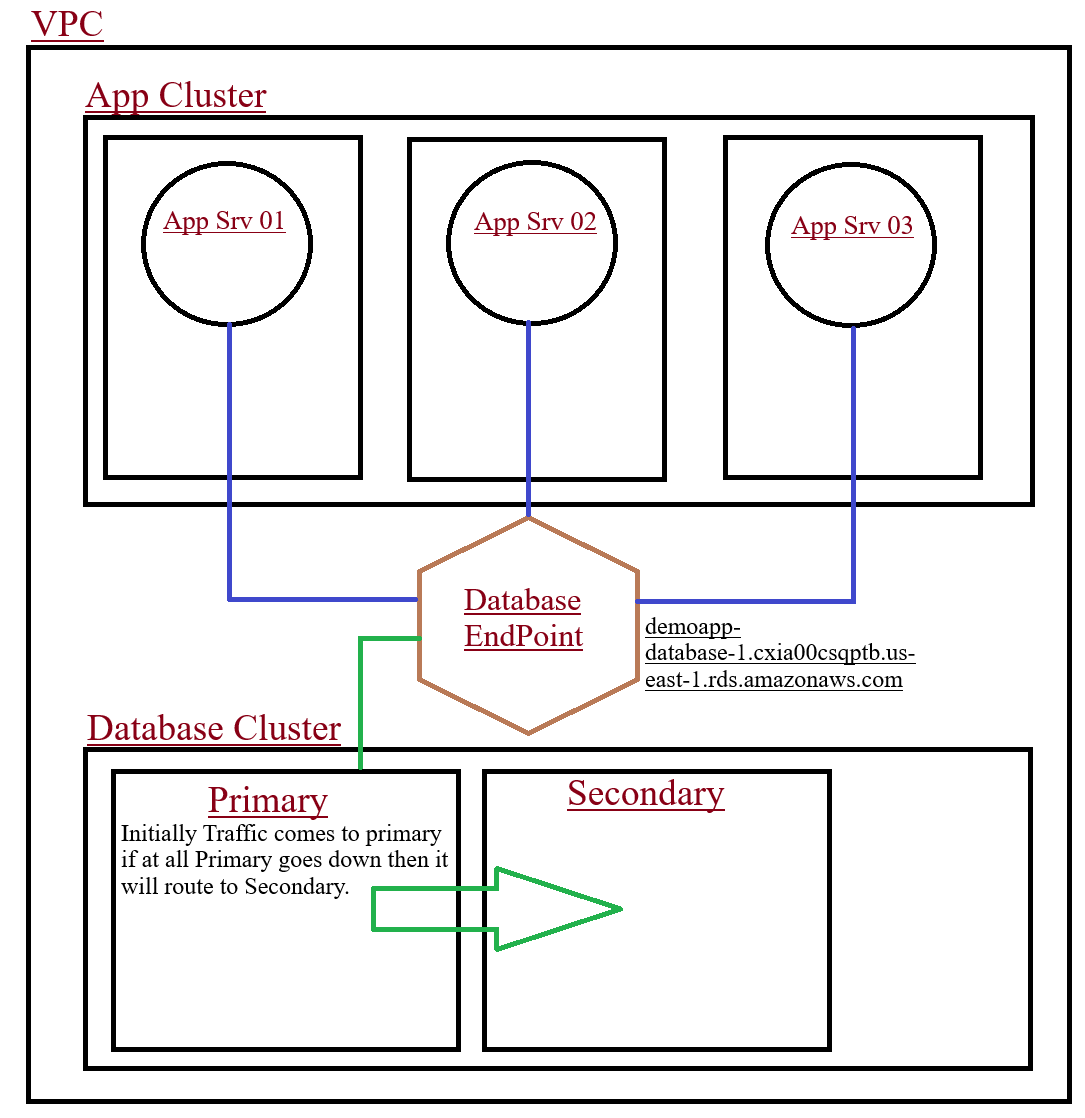 VPC
App Cluster
App Srv 01
App Srv 02
App Srv 03
Database
EndPoint
demoapp-
database-1.cxia00csqptb.us-
east-1.rds.amazonaws.com
Database Cluster
Primary
Initially Traffic comes to primary
if at all Primary goes down then it
will route to Secondary.
Secondary